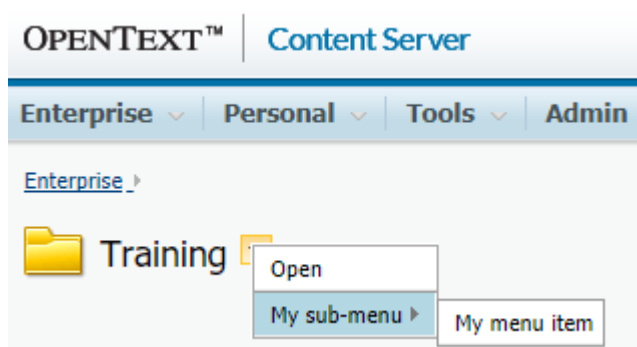 OPENTEXT™ Content Server
Enterprise Personal Tools Admin
Enterprise
Training
Open
My sub-menu My menu item